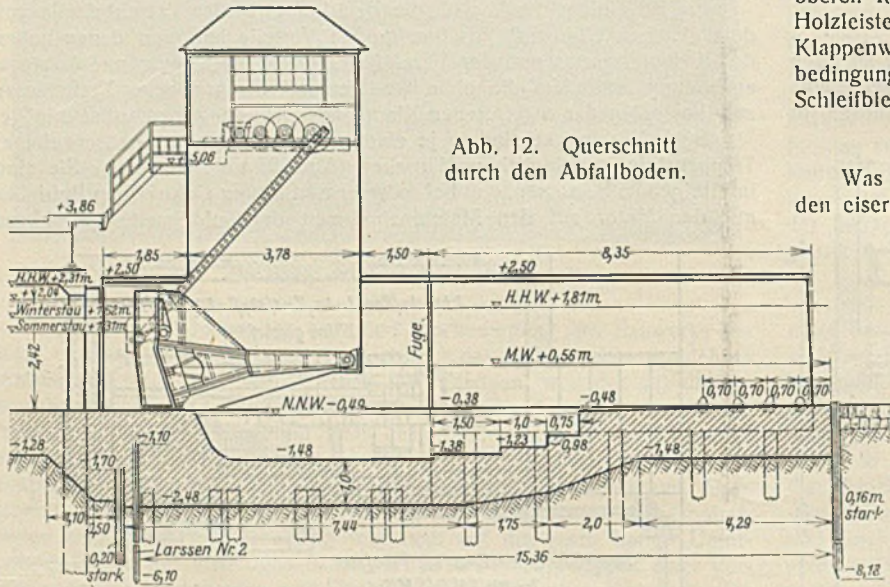 oberen
Holzleiste
Klappenw
bedingung
Schleifble
Abb. 12. Querschnitt
durch den Abfallboden.
Was
den eiser
+5,06
+3,86
1,85
3,78
1,50
8,35
+2,50
+2,50
H.H.W.+2,31m
+2,04
Winterstau +1,62m
Sommerstau +1,31m
2,42
H.H.W.+1,81m
Fuge
M.W.+0,56m
N.N.W.-0,49
-0,38
-0,48
0,70
0,70
0,70
0,70
1,50
1,0
0,75
-1,28
-1,10
-1,48
-1,38
-1,23
-0,98
-1,48
-1,70
-2,48
1,0
1,10
1,50
7,44
1,75
2,0
4,29
0,16m
stark
0,20
stark
Larssen Nr. 2
15,36
-6,10
-8,18